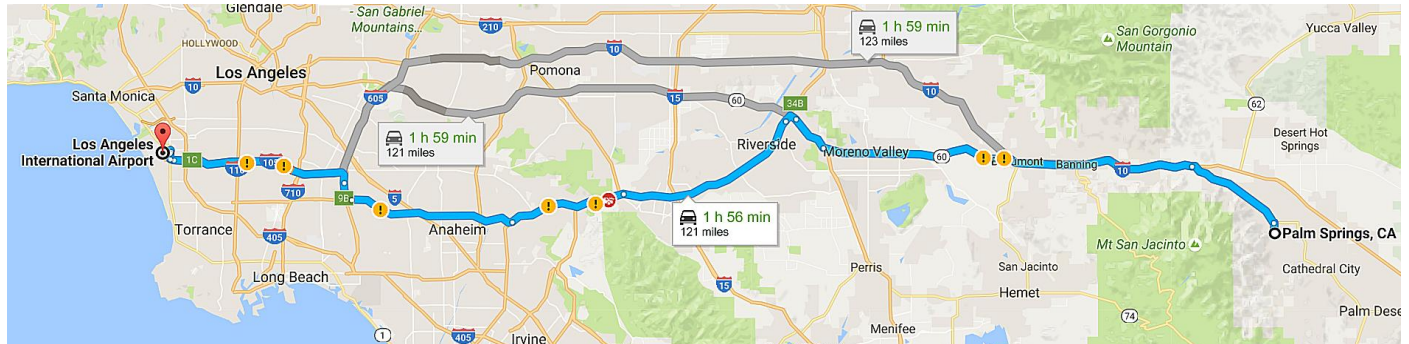 Glendale
- San Gabriel
Mountains...
210
HOLLYWOOD
Los Angeles
10
Santa Monica
605
Pomona
10
1 h 59 min
123 miles
San Gorgonio
Mountain
Yucca Valley
15
60
34B
10
62
1 h 59 min
121 miles
Los Angeles
International Airport
1C
110
105
710
9B
5
Riverside
Moreno Valley
60
Banning
10
Desert Hot
Springs
Torrance
405
Anaheim
1 h 56 min
121 miles
Palm Springs, CA
Mt San Jacinto
Long Beach
15
Perris
San Jacinto
Hemet
Cathedral City
74
Palm Dese
1
405
Irvine
Menifee